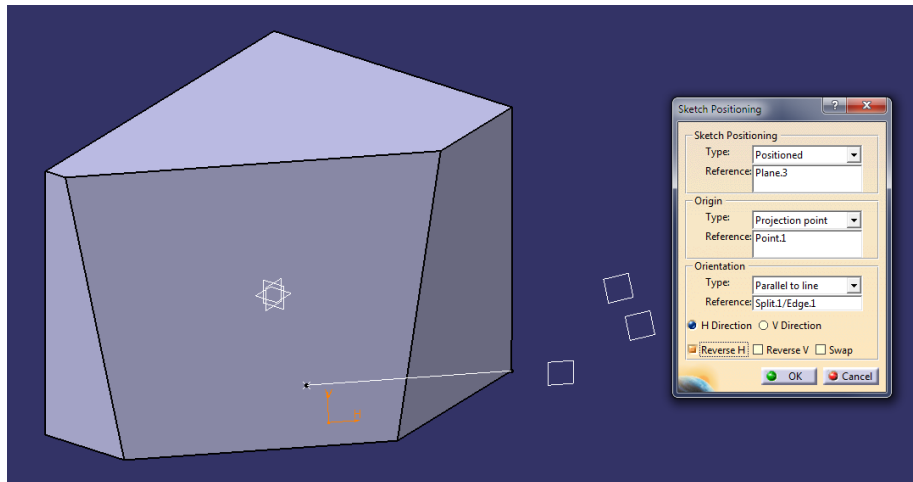 Sketch Positioning
?
X
Sketch Positioning
Type: Positioned
Reference: Plane.3
Origin
Type: Projection point
Reference: Point.1
Orientation
Type: Parallel to line
Reference: Split.1/Edge.1
H Direction V Direction
Reverse H Reverse V Swap
OK Cancel
V
H